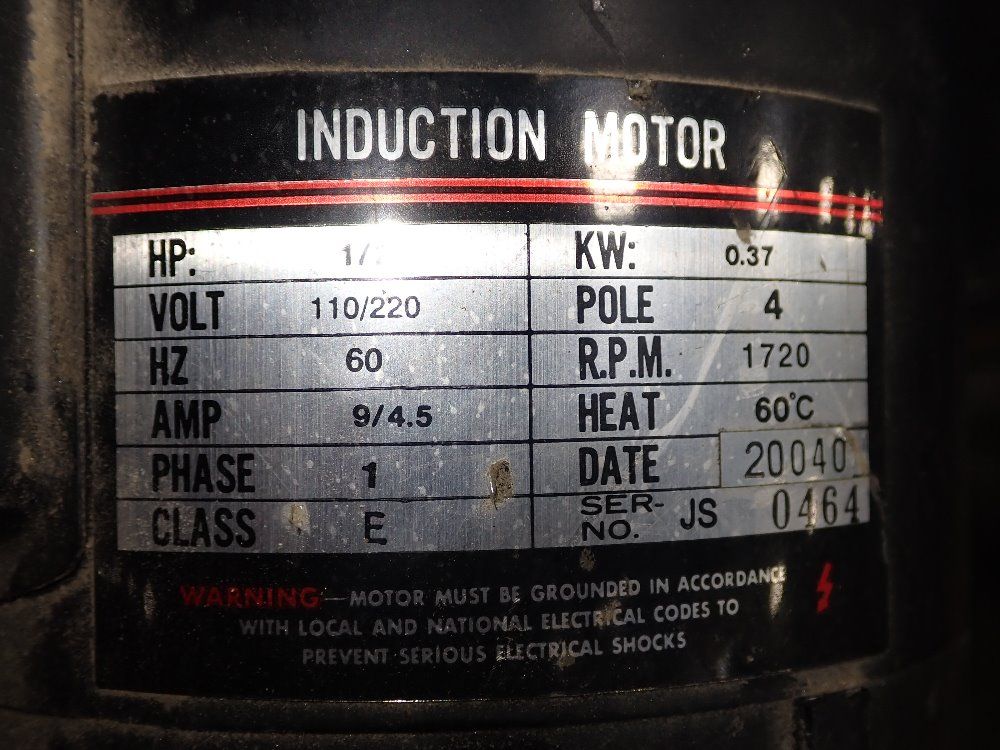 INDUCTION MOTOR
HP: 1/ KW: 0.37
VOLT 110/220 POLE 4
HZ 60 R.P.M. 1720
AMP 9/4.5 HEAT 60°C
PHASE 1 DATE 20040
CLASS E SER-NO. JS 0464
WARNING—MOTOR MUST BE GROUNDED IN ACCORDANCE
WITH LOCAL AND NATIONAL ELECTRICAL CODES TO
PREVENT SERIOUS ELECTRICAL SHOCKS